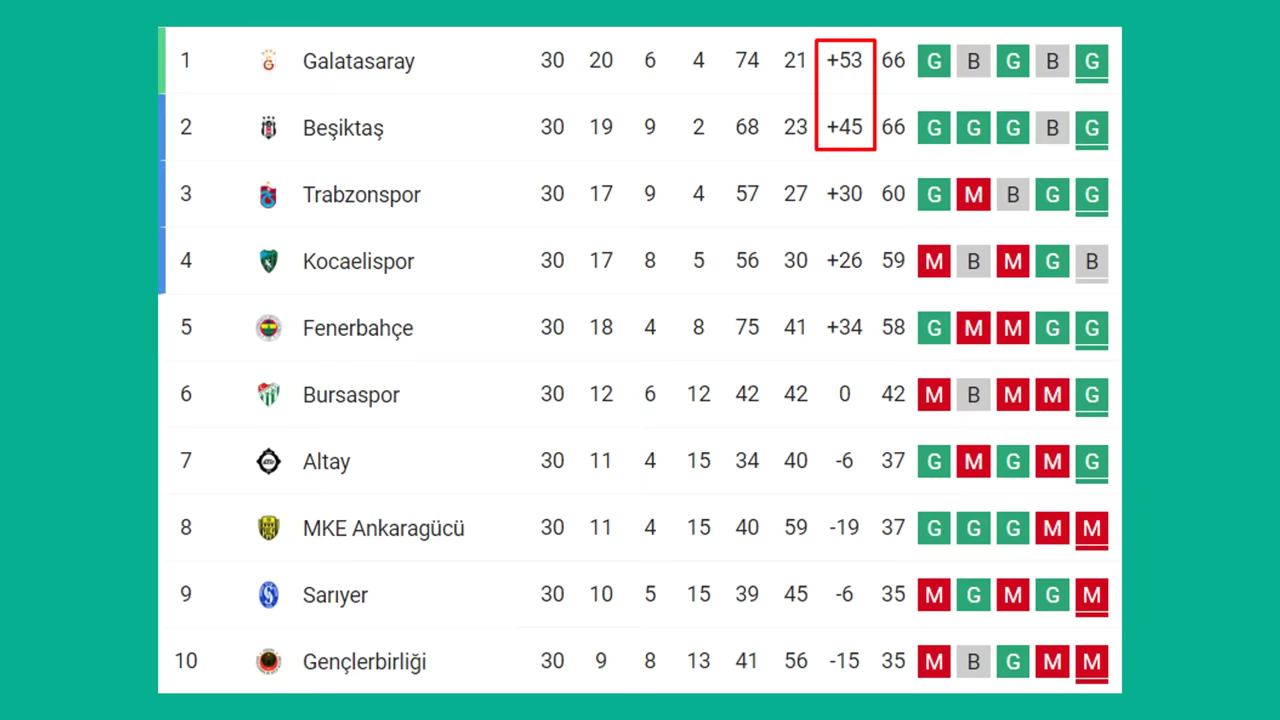 1 Galatasaray 30 20 6 4 74 21 +53 66 G B G B G
2 Beşiktaş 30 19 9 2 68 23 +45 66 G G G B G
3 Trabzonspor 30 17 9 4 57 27 +30 60 G M B G G
4 Kocaelispor 30 17 8 5 56 30 +26 59 M B M G B
5 Fenerbahçe 30 18 4 8 75 41 +34 58 G M M G G
6 Bursaspor 30 12 6 12 42 42 0 42 M B M M G
7 Altay 30 11 4 15 34 40 -6 37 G M G M G
8 MKE Ankaragücü 30 11 4 15 40 59 -19 37 G G G M M
9 Sarıyer 30 10 5 15 39 45 -6 35 M G M G M
10 Gençlerbirliği 30 9 8 13 41 56 -15 35 M B G M M